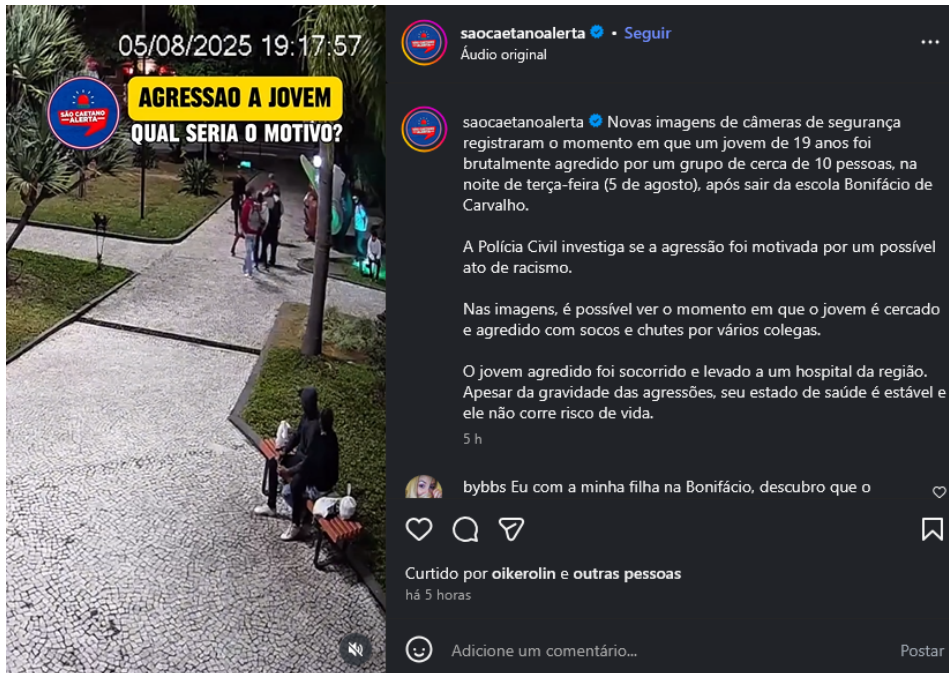 05/08/2025 19:17:57
SÃO CAETANO
ALERTA
AGRESSAO A JOVEM
QUAL SERIA O MOTIVO?
saocaetanoalerta • Seguir
Áudio original
saocaetanoalerta Novas imagens de câmeras de segurança
registraram o momento em que um jovem de 19 anos foi
brutalmente agredido por um grupo de cerca de 10 pessoas, na
noite de terça-feira (5 de agosto), após sair da escola Bonifácio de
Carvalho.
A Polícia Civil investiga se a agressão foi motivada por um possível
ato de racismo.
Nas imagens, é possível ver o momento em que o jovem é cercado
e agredido com socos e chutes por vários colegas.
O jovem agredido foi socorrido e levado a um hospital da região.
Apesar da gravidade das agressões, seu estado de saúde é estável e
ele não corre risco de vida.
5 h
bybbs Eu com a minha filha na Bonifácio, descubro que o
Curtido por oikerolin e outras pessoas
há 5 horas
Adicione um comentário...
Postar